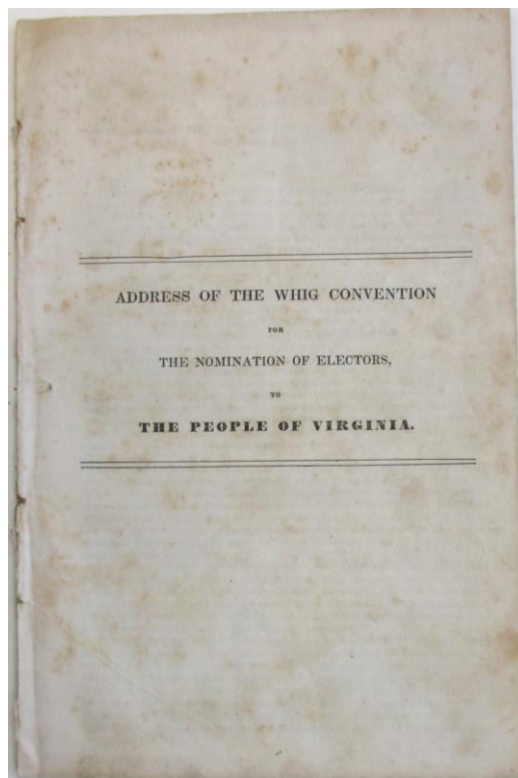 ADDRESS OF THE WHIG CONVENTION
FOR
THE NOMINATION OF ELECTORS,
TO
THE PEOPLE OF VIRGINIA.